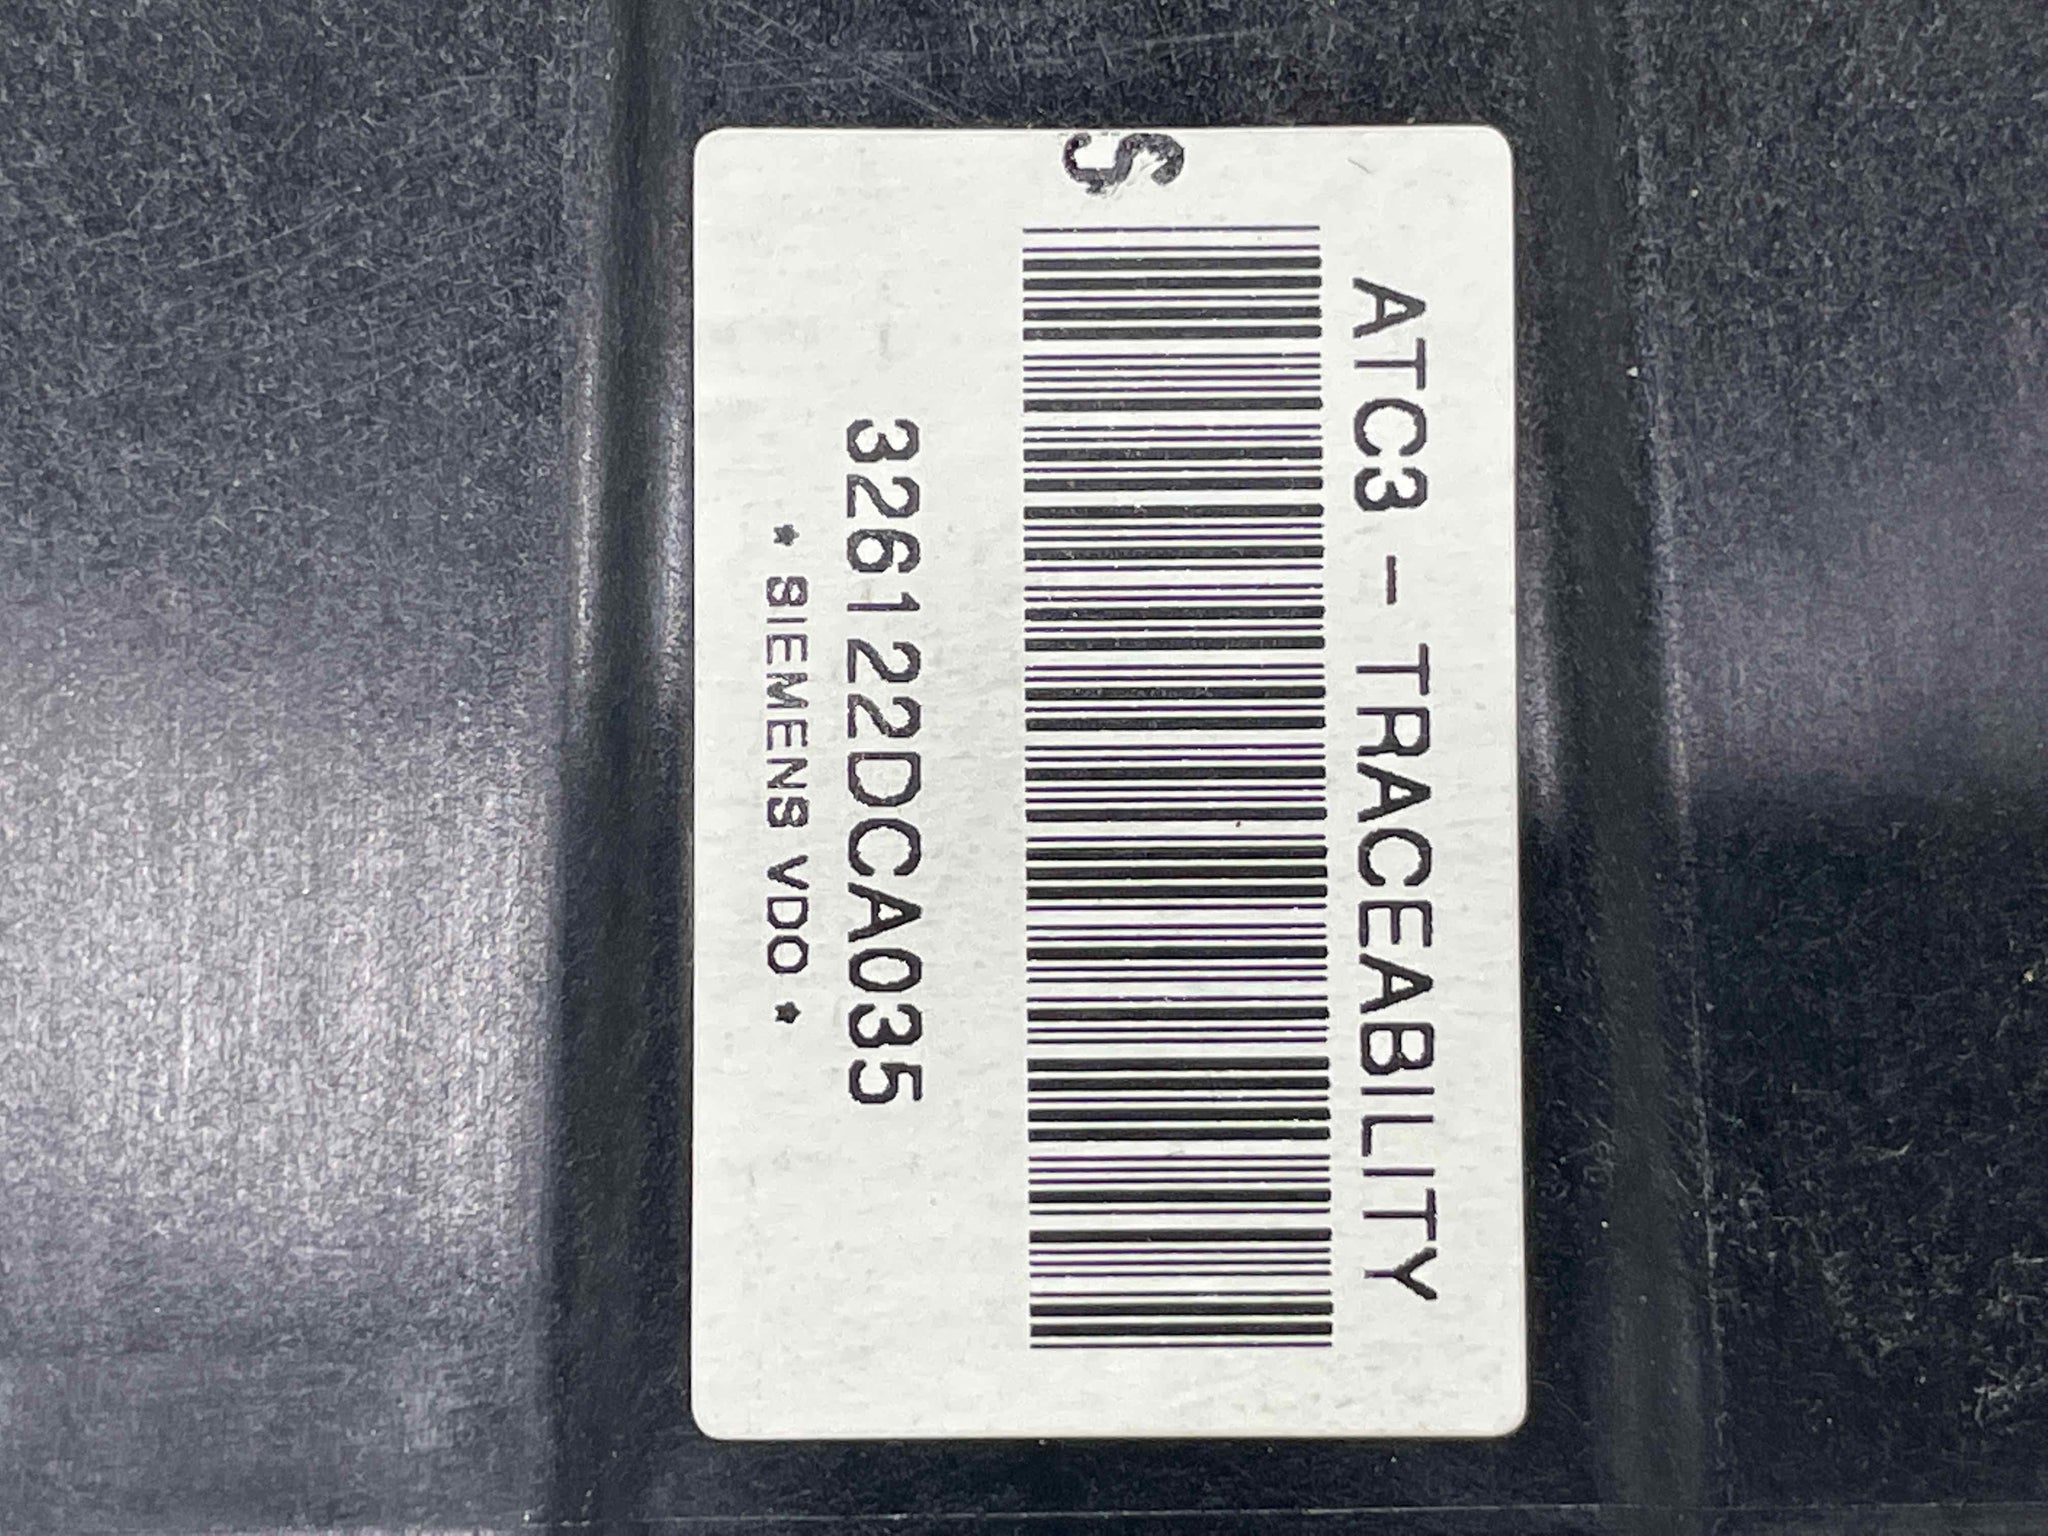 S
ATC3 - TRACEABILITY
326122DCA035
* SIEMENS VDO *